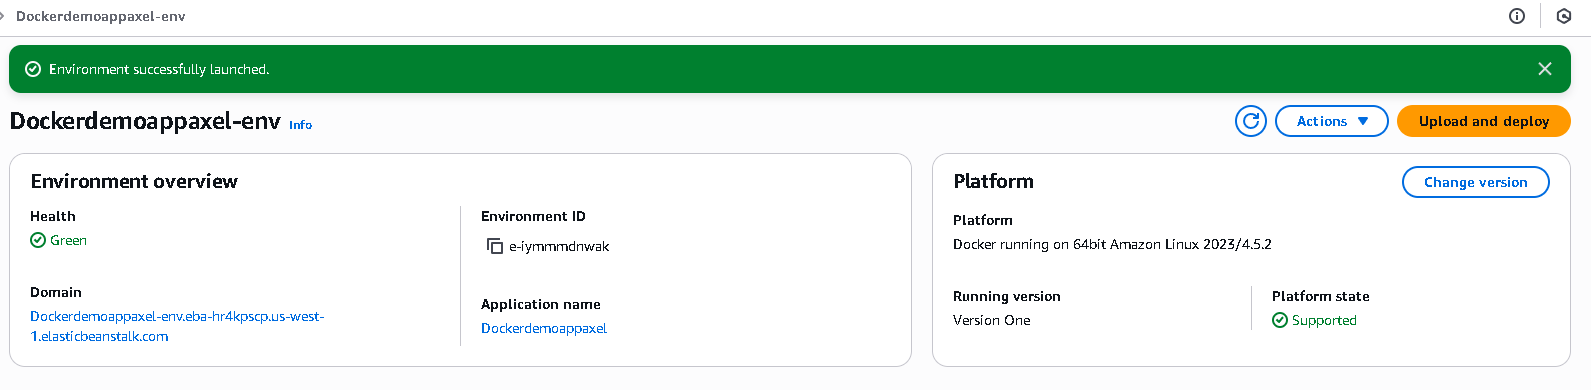 Dockerdemoappaxel-env
Environment successfully launched.
Dockerdemoappaxel-env Info
Actions
Upload and deploy
Environment overview
Health
Green
Environment ID
e-iymmmdnwak
Domain
Dockerdemoappaxel-env.eba-hr4kpscp.us-west-
1.elasticbeanstalk.com
Application name
Dockerdemoappaxel
Platform
Change version
Platform
Docker running on 64bit Amazon Linux 2023/4.5.2
Running version
Version One
Platform state
Supported